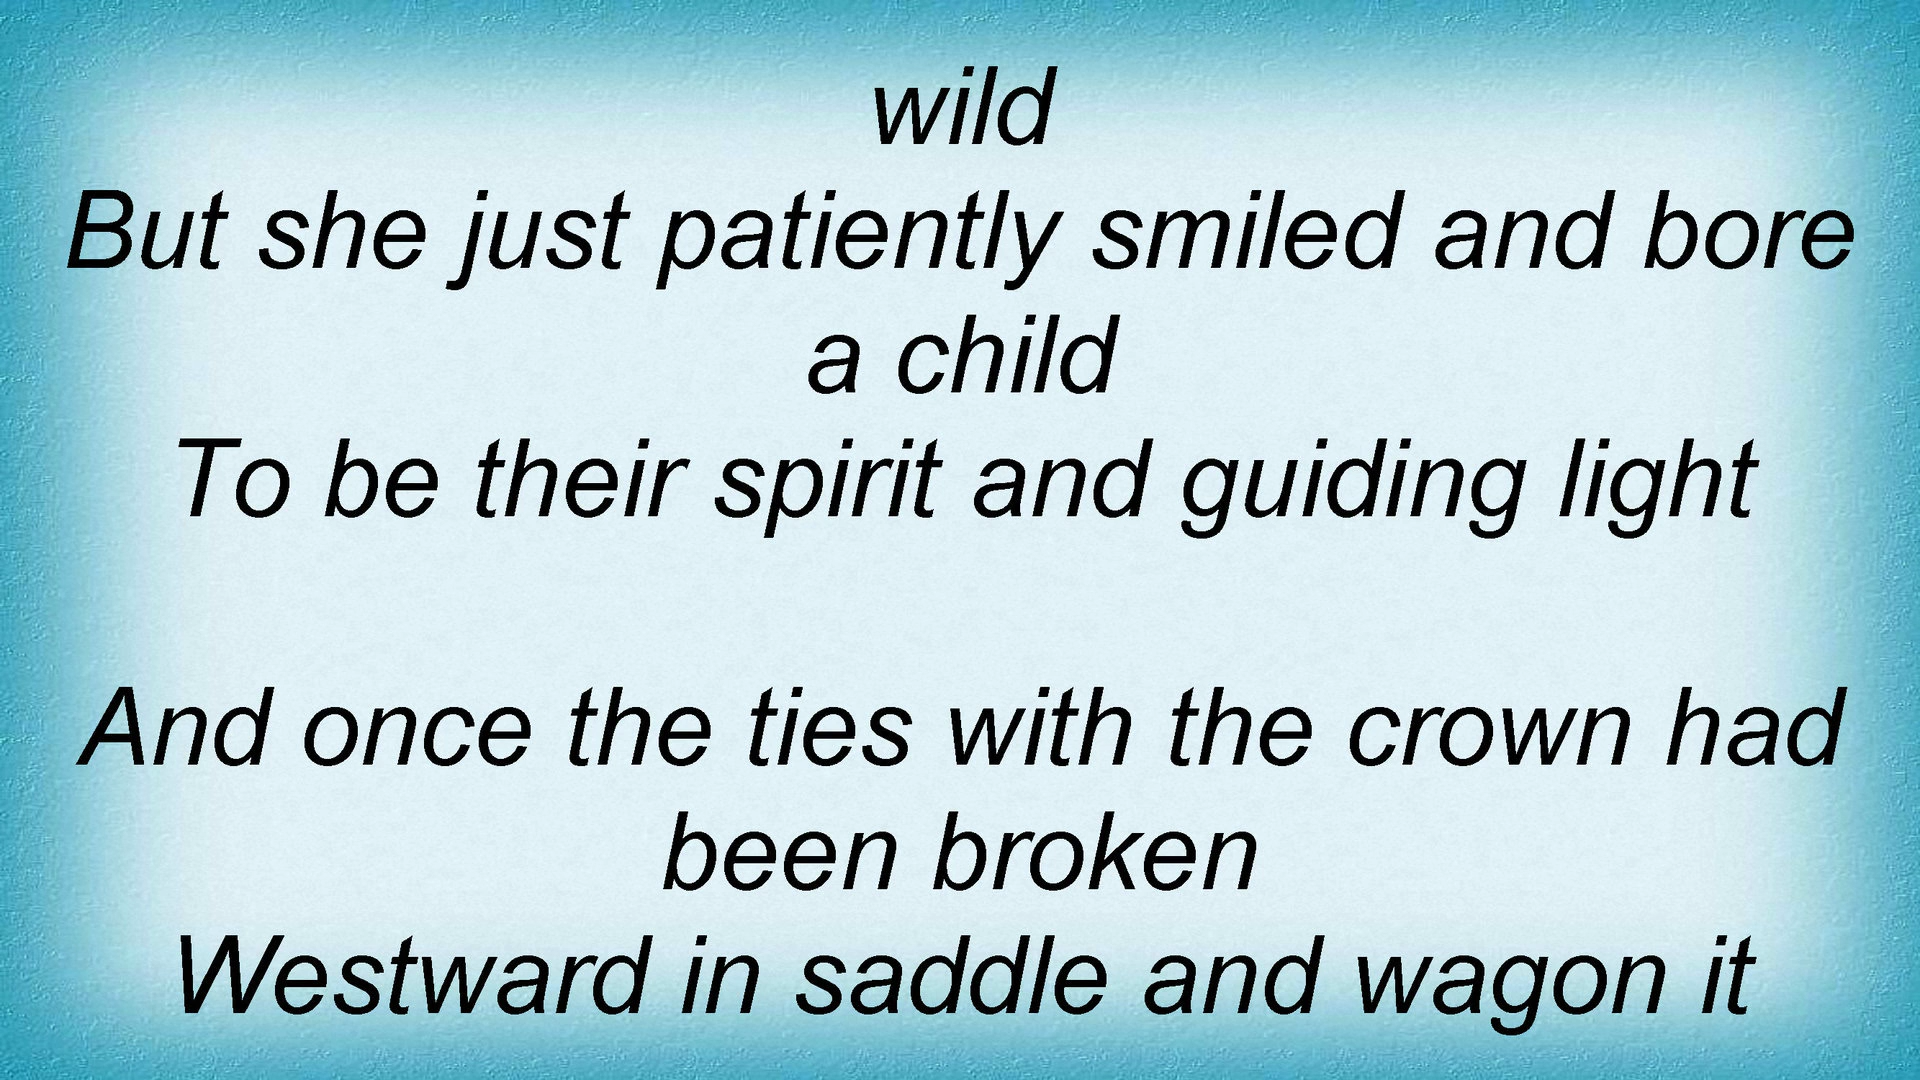 wild
But she just patiently smiled and bore
a child
To be their spirit and guiding light
And once the ties with the crown had
been broken
Westward in saddle and wagon it